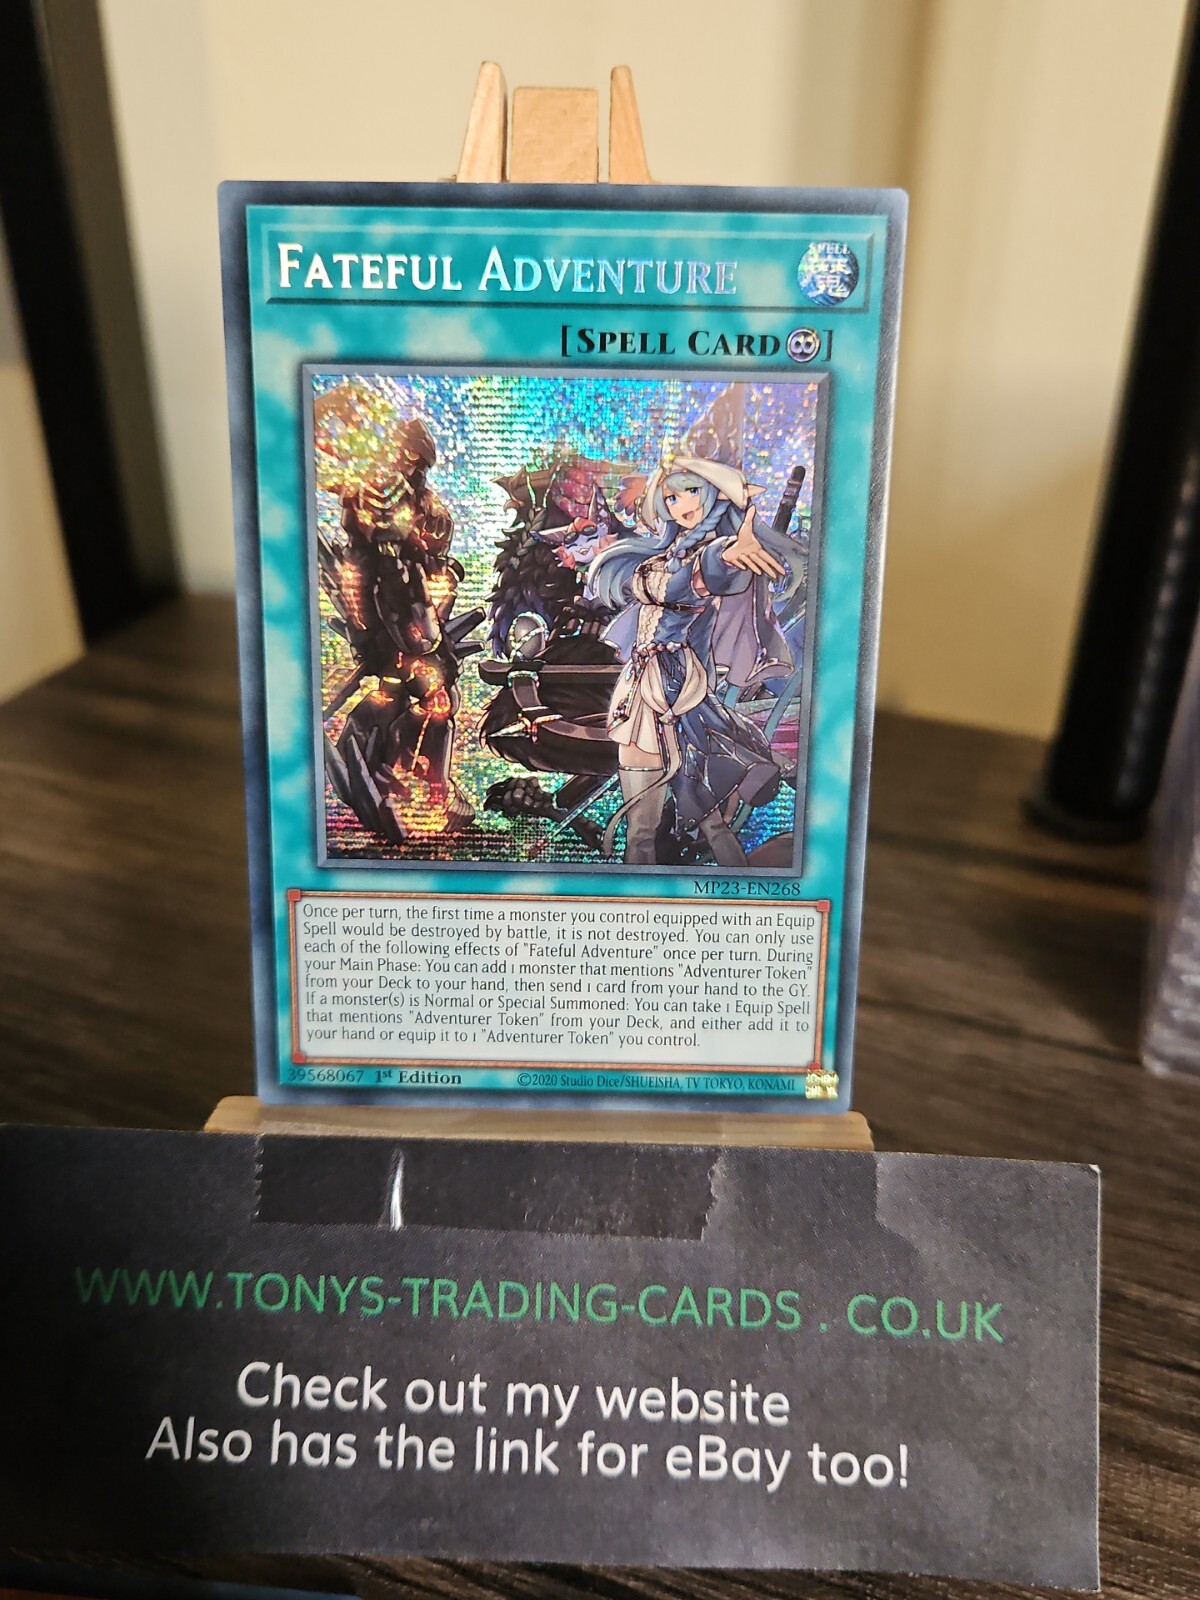 FATEFUL ADVENTURE
SPELL
魔
[SPELL CARD]
MP23-EN268
Once per turn, the first time a monster you control equipped with an Equip
Spell would be destroyed by battle, it is not destroyed. You can only use
each of the following effects of "Fateful Adventure" once per turn. During
your Main Phase: You can add 1 monster that mentions "Adventurer Token"
from your Deck to your hand, then send 1 card from your hand to the GY.
If a monster(s) is Normal or Special Summoned: You can take 1 Equip Spell
that mentions "Adventurer Token" from your Deck, and either add it to
your hand or equip it to 1 "Adventurer Token" you control.
39568067 1st Edition ©2020 Studio Dice/SHUEISHA, TV TOKYO, KONAMI
WWW.TONYS-TRADING-CARDS . CO.UK
Check out my website
Also has the link for eBay too!